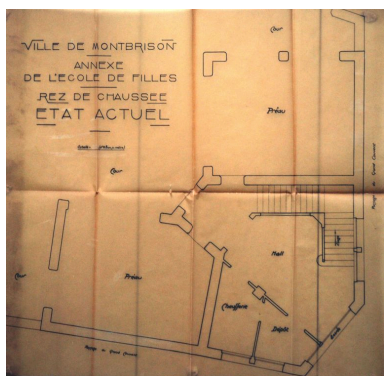 VILLE DE MONTBRISON
ANNEXE
DE L'ECOLE DE FILLES
REZ DE CHAUSSEE
ETAT ACTUEL
Cour
Préau
Cour
Hall
Cour
Préau
Chaufferie
Dépôt